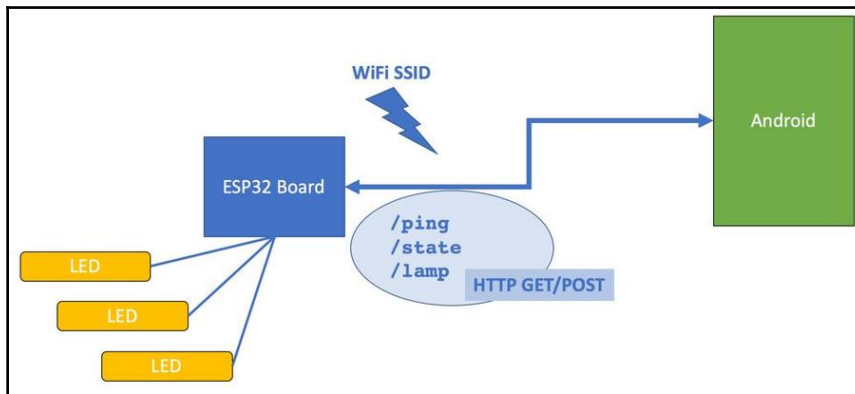 WiFi SSID
Android
ESP32 Board
/ping
/state
/lamp
HTTP GET/POST
LED
LED
LED